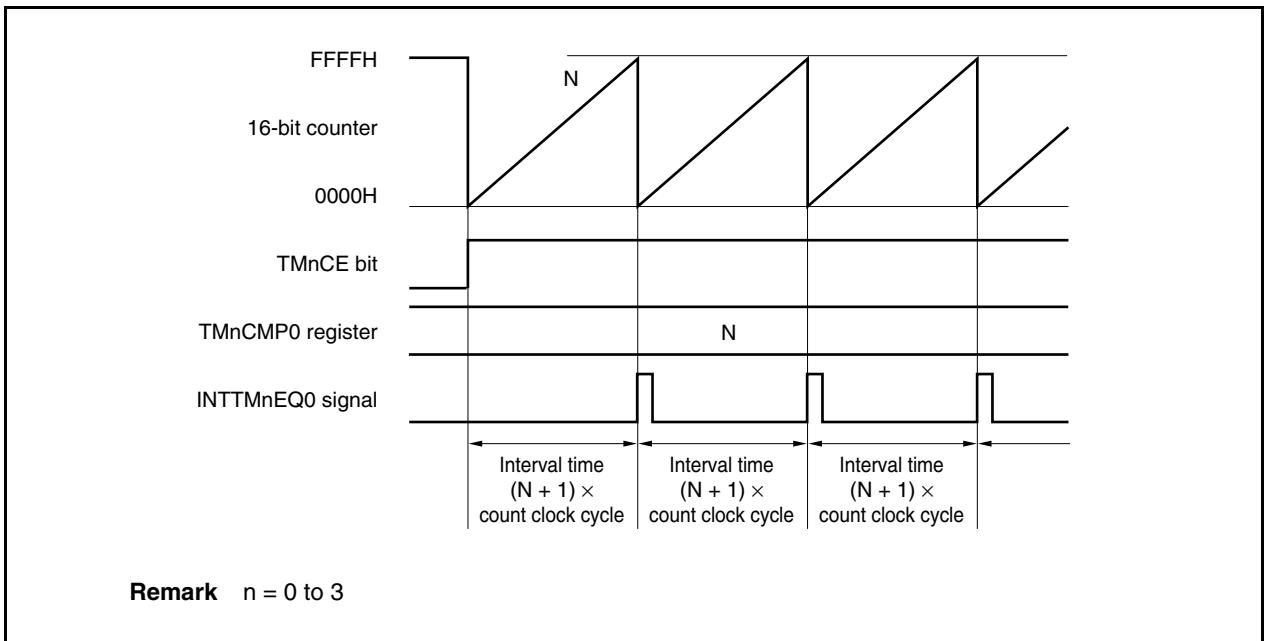 FFFFH
N
16-bit counter
0000H
TMnCE bit
TMnCMP0 register
N
INTTMnEQ0 signal
Interval time
(N + 1) ×
count clock cycle
Interval time
(N + 1) ×
count clock cycle
Interval time
(N + 1) ×
count clock cycle
Remark n = 0 to 3